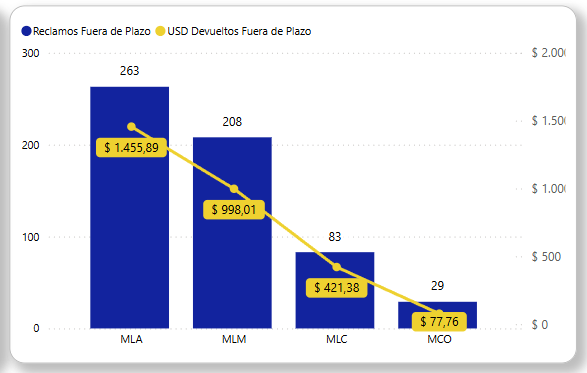 Reclamos Fuera de Plazo USD Devueltos Fuera de Plazo
300 $ 2.000
263
208
200 $ 1.500
$ 1.455,89
$ 1.000
$ 998,01
100 83 $ 500
$ 421,38
29
$ 77,76
0 $ 0
MLA MLM MLC MCO